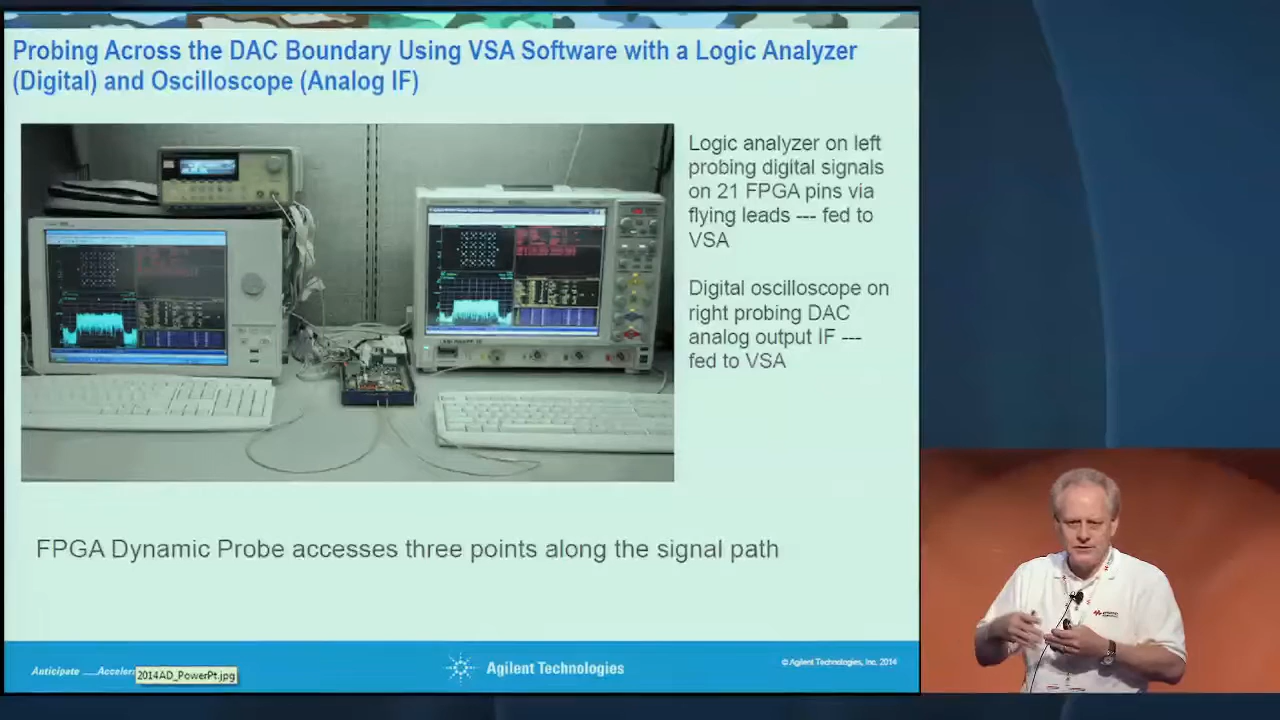 Probing Across the DAC Boundary Using VSA Software with a Logic Analyzer
(Digital) and Oscilloscope (Analog IF)
Logic analyzer on left
probing digital signals
on 21 FPGA pins via
flying leads --- fed to
VSA
Digital oscilloscope on
right probing DAC
analog output IF ---
fed to VSA
FPGA Dynamic Probe accesses three points along the signal path
Anticipate __Acceler
2014AD_PowerPt.jpg
Agilent Technologies
© Agilent Technologies, Inc. 2014